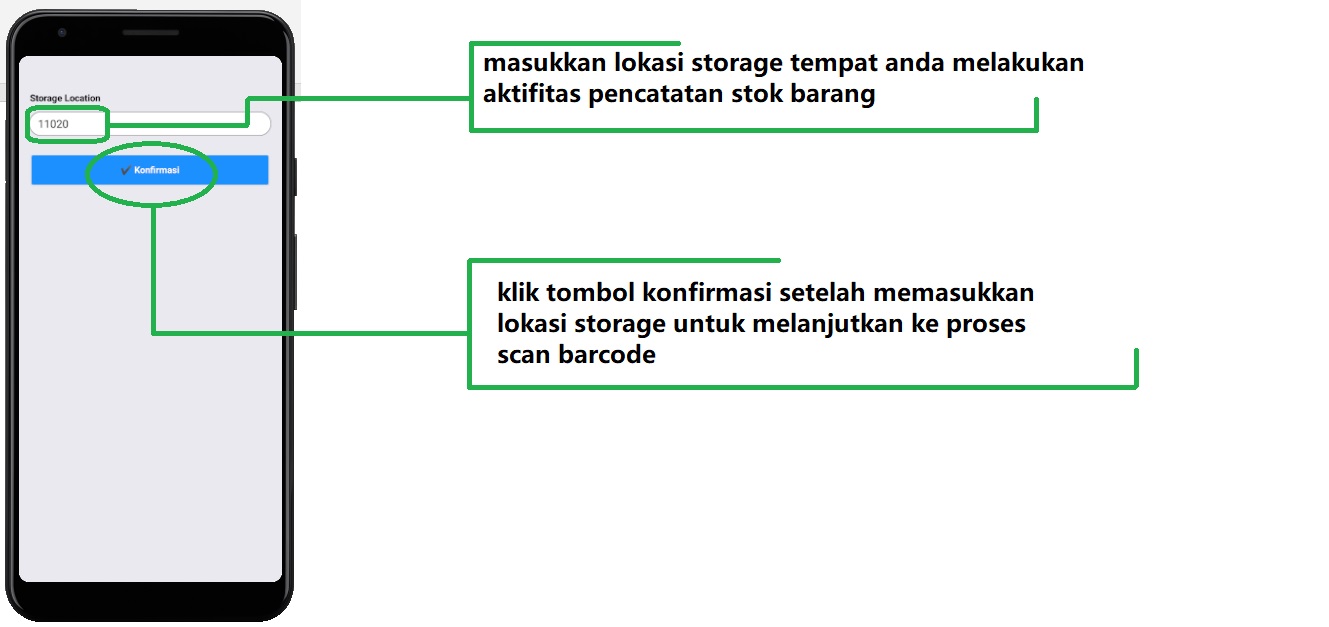 Storage Location
11020
✔ Konfirmasi
masukkan lokasi storage tempat anda melakukan
aktifitas pencatatan stok barang
klik tombol konfirmasi setelah memasukkan
lokasi storage untuk melanjutkan ke proses
scan barcode